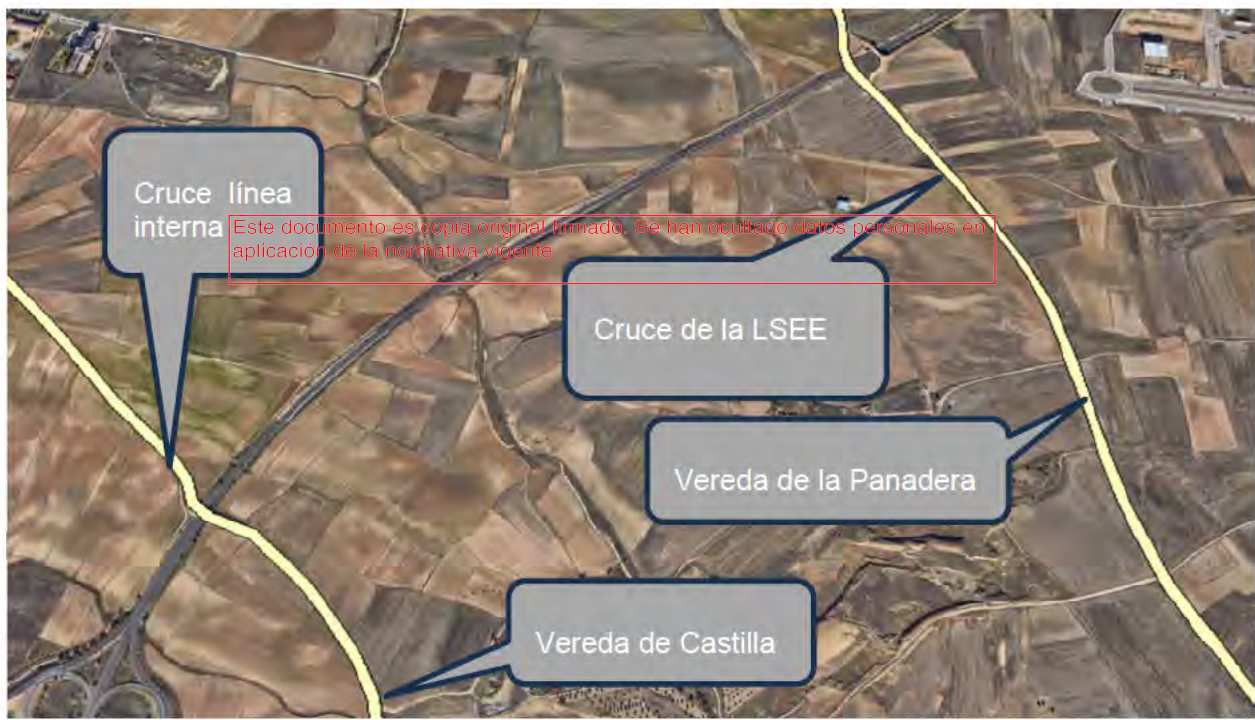 Cruce línea
interna
Este documento es copia original firmado. Se han ocultado datos personales en
aplicación de la normativa vigente
Cruce de la LSEE
Vereda de la Panadera
Vereda de Castilla